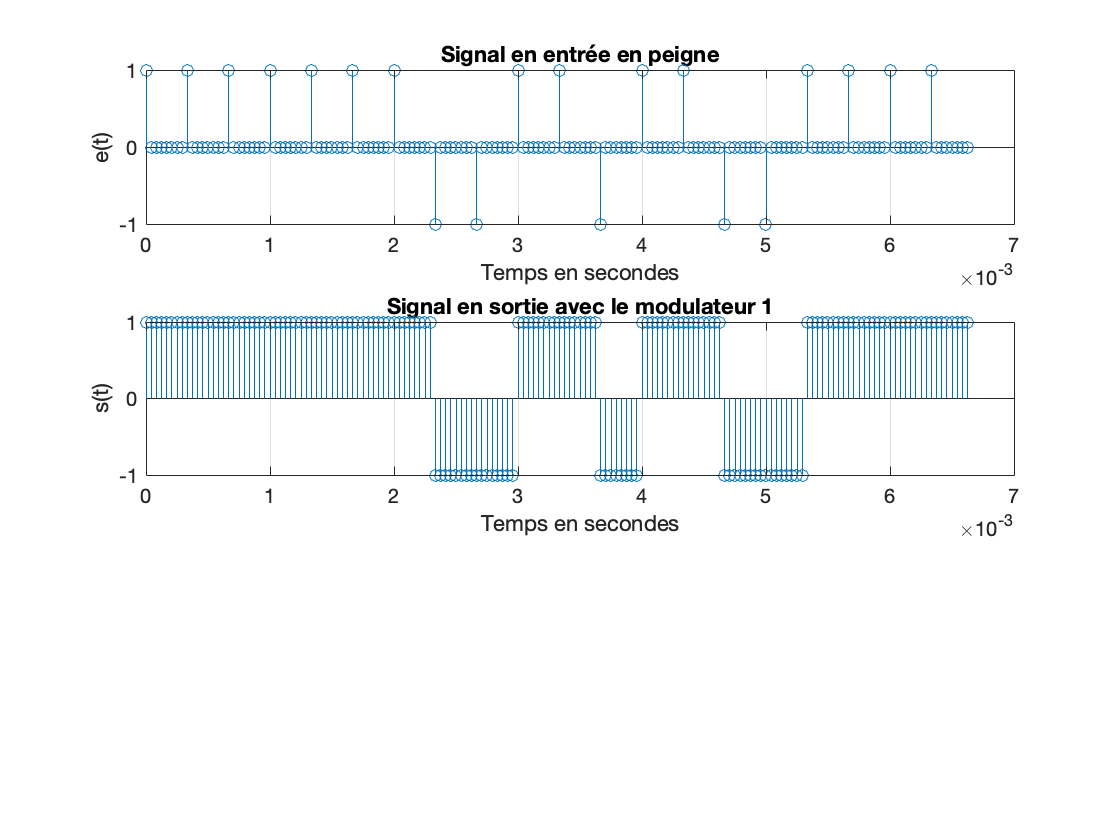 Signal en entrée en peigne
1
0
-1
e(t)
0 1 2 3 4 5 6 7
Temps en secondes
×10-3
Signal en sortie avec le modulateur 1
1
0
-1
s(t)
0 1 2 3 4 5 6 7
Temps en secondes
×10-3